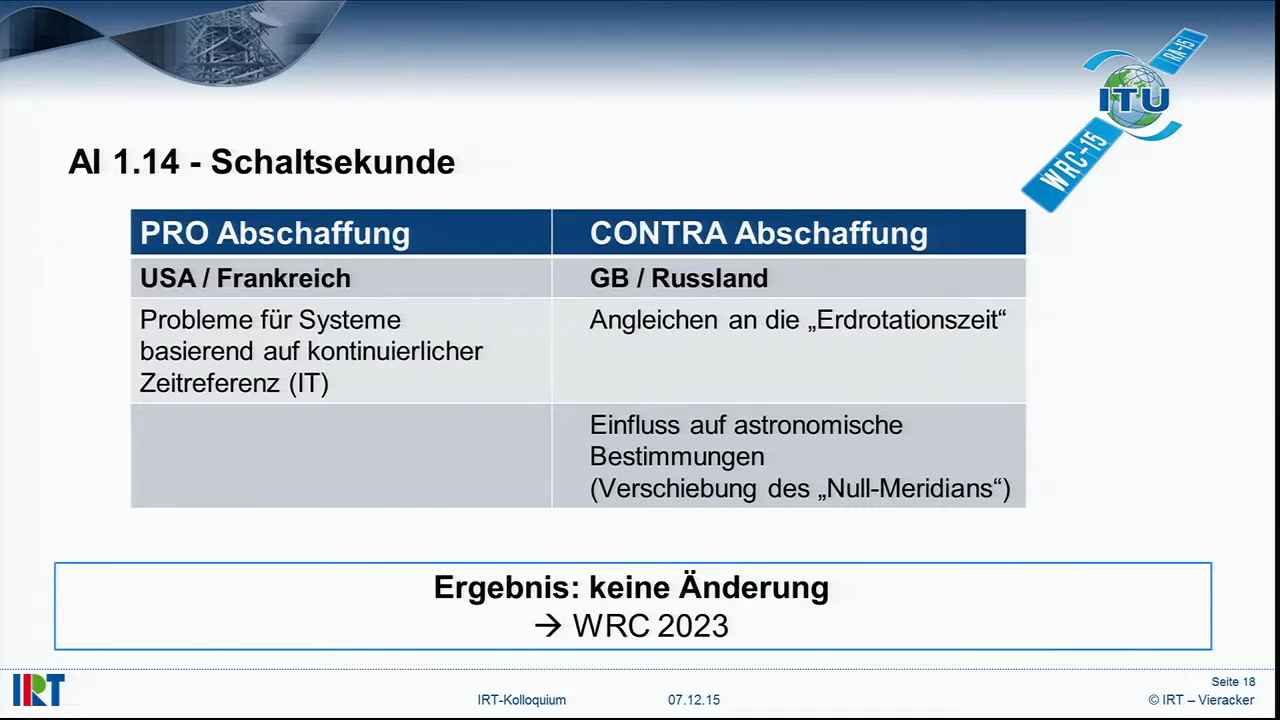 RA-15
ITU
WRC-15
AI 1.14 - Schaltsekunde
PRO Abschaffung
CONTRA Abschaffung
USA / Frankreich
GB / Russland
Probleme für Systeme
basierend auf kontinuierlicher
Zeitreferenz (IT)
Angleichen an die „Erdrotationszeit“
Einfluss auf astronomische
Bestimmungen
(Verschiebung des „Null-Meridians“)
Ergebnis: keine Änderung
→ WRC 2023
IRT
IRT-Kolloquium
07.12.15
Seite 18
© IRT – Vieracker